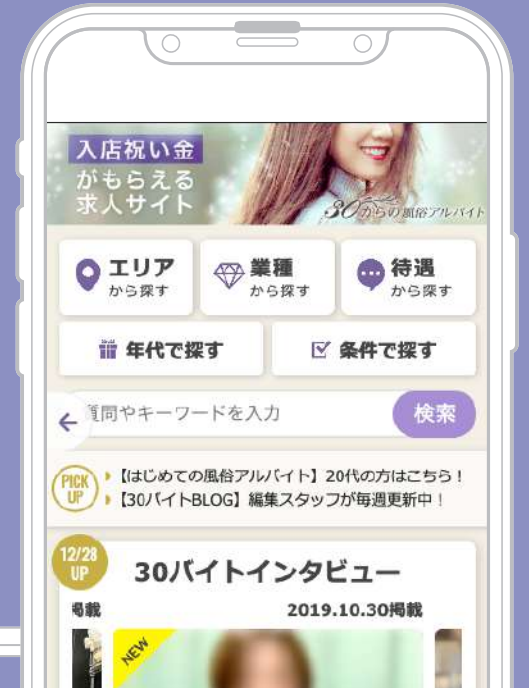 入店祝い金
がもらえる
求人サイト
30からの風俗アルバイト
エリア
から探す
業種
から探す
待遇
から探す
年代で探す
条件で探す
質問やキーワードを入力
検索
PICK
UP
【はじめての風俗アルバイト】20代の方はこちら！
【30バイトBLOG】編集スタッフが毎週更新中！
12/28
UP
30バイトインタビュー
掲載
2019.10.30掲載
NEW